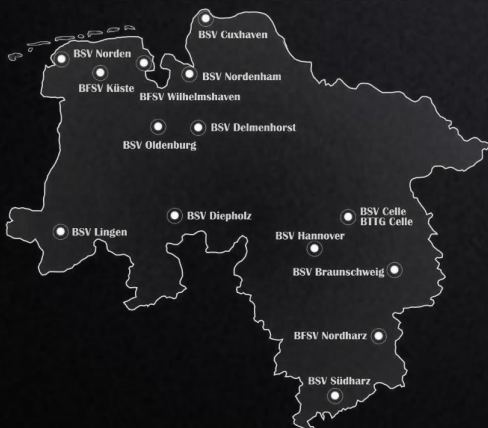 BSV Cuxhaven
BSV Norden
BSV Nordenham
BFSV Küste
BFSV Wilhelmshaven
BSV Delmenhorst
BSV Oldenburg
BSV Celle
BTTG Celle
BSV Diepholz
BSV Lingen
BSV Hannover
BSV Braunschweig
BFSV Nordharz
BSV Südharz